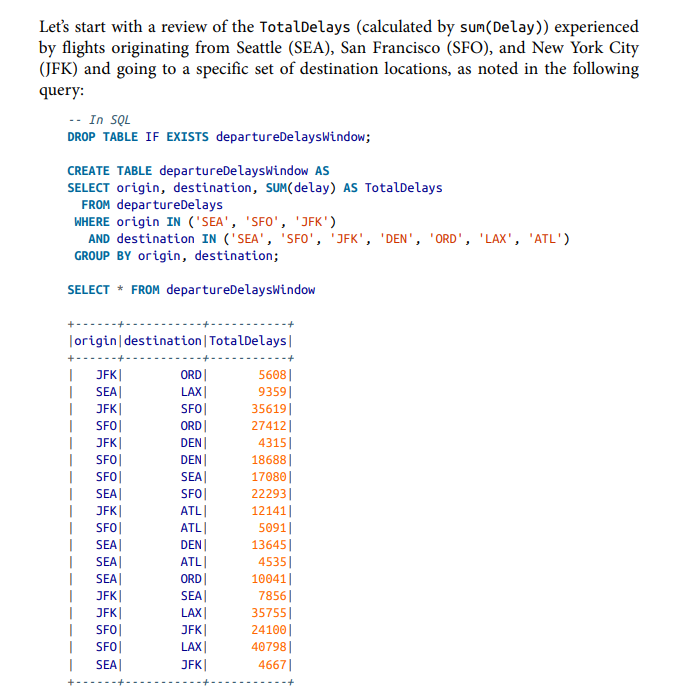 Let's start with a review of the TotalDelays (calculated by sum(Delay)) experienced
by flights originating from Seattle (SEA), San Francisco (SFO), and New York City
(JFK) and going to a specific set of destination locations, as noted in the following
query:
-- In SQL
DROP TABLE IF EXISTS departureDelaysWindow;
CREATE TABLE departureDelaysWindow AS
SELECT origin, destination, SUM(delay) AS TotalDelays
FROM departureDelays
WHERE origin IN ('SEA', 'SFO', 'JFK')
AND destination IN ('SEA', 'SFO', 'JFK', 'DEN', 'ORD', 'LAX', 'ATL')
GROUP BY origin, destination;
SELECT * FROM departureDelaysWindow
+------+-----------+-----------+
|origin|destination|TotalDelays|
+------+-----------+-----------+
|   JFK|        ORD|       5608|
|   SEA|        LAX|       9359|
|   JFK|        SFO|      35619|
|   SFO|        ORD|      27412|
|   JFK|        DEN|       4315|
|   SFO|        DEN|      18688|
|   SFO|        SEA|      17080|
|   SEA|        SFO|      22293|
|   JFK|        ATL|      12141|
|   SFO|        ATL|       5091|
|   SEA|        DEN|      13645|
|   SEA|        ATL|       4535|
|   SEA|        ORD|      10041|
|   JFK|        SEA|       7856|
|   JFK|        LAX|      35755|
|   SFO|        JFK|      24100|
|   SFO|        LAX|      40798|
|   SEA|        JFK|       4667|
+------+-----------+-----------+